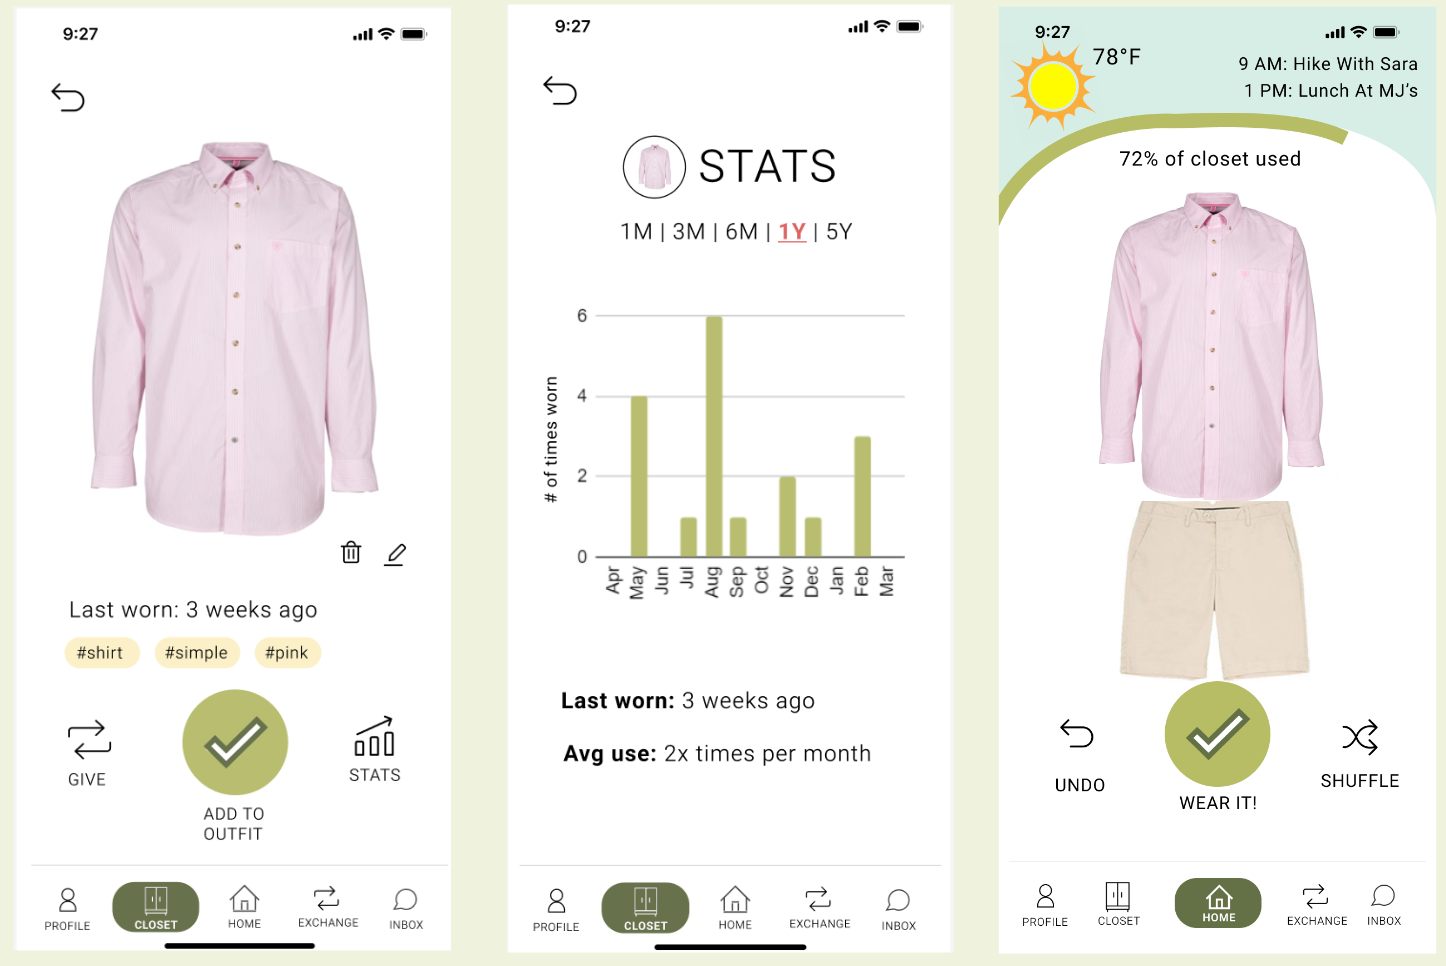 9:27
Last worn: 3 weeks ago
#shirt #simple #pink
GIVE
ADD TO
OUTFIT
STATS
PROFILE CLOSET HOME EXCHANGE INBOX
9:27
STATS
1M | 3M | 6M | 1Y | 5Y
# of times worn
6
4
2
0
Apr May Jun Jul Aug Sep Oct Nov Dec Jan Feb Mar
Last worn: 3 weeks ago
Avg use: 2x times per month
PROFILE CLOSET HOME EXCHANGE INBOX
9:27
78°F
9 AM: Hike With Sara
1 PM: Lunch At MJ's
72% of closet used
UNDO
WEAR IT!
SHUFFLE
PROFILE CLOSET HOME EXCHANGE INBOX